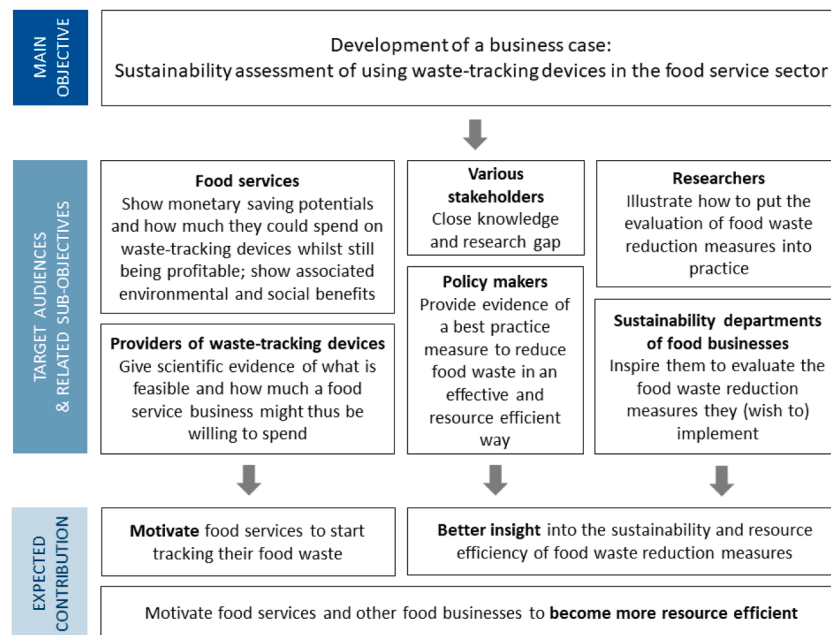 MAIN
OBJECTIVE
Development of a business case:
Sustainability assessment of using waste-tracking devices in the food service sector
TARGET AUDIENCES
& RELATED SUB-OBJECTIVES
Food services
Show monetary saving potentials
and how much they could spend on
waste-tracking devices whilst still
being profitable; show associated
environmental and social benefits
Providers of waste-tracking devices
Give scientific evidence of what is
feasible and how much a food
service business might thus be
willing to spend
Various
stakeholders
Close knowledge
and research gap
Policy makers
Provide evidence of
a best practice
measure to reduce
food waste in an
effective and
resource efficient
way
Researchers
Illustrate how to put the
evaluation of food waste
reduction measures into
practice
Sustainability departments
of food businesses
Inspire them to evaluate the
food waste reduction
measures they (wish to)
implement
EXPECTED
CONTRIBUTION
Motivate food services to start
tracking their food waste
Better insight into the sustainability and resource
efficiency of food waste reduction measures
Motivate food services and other food businesses to become more resource efficient